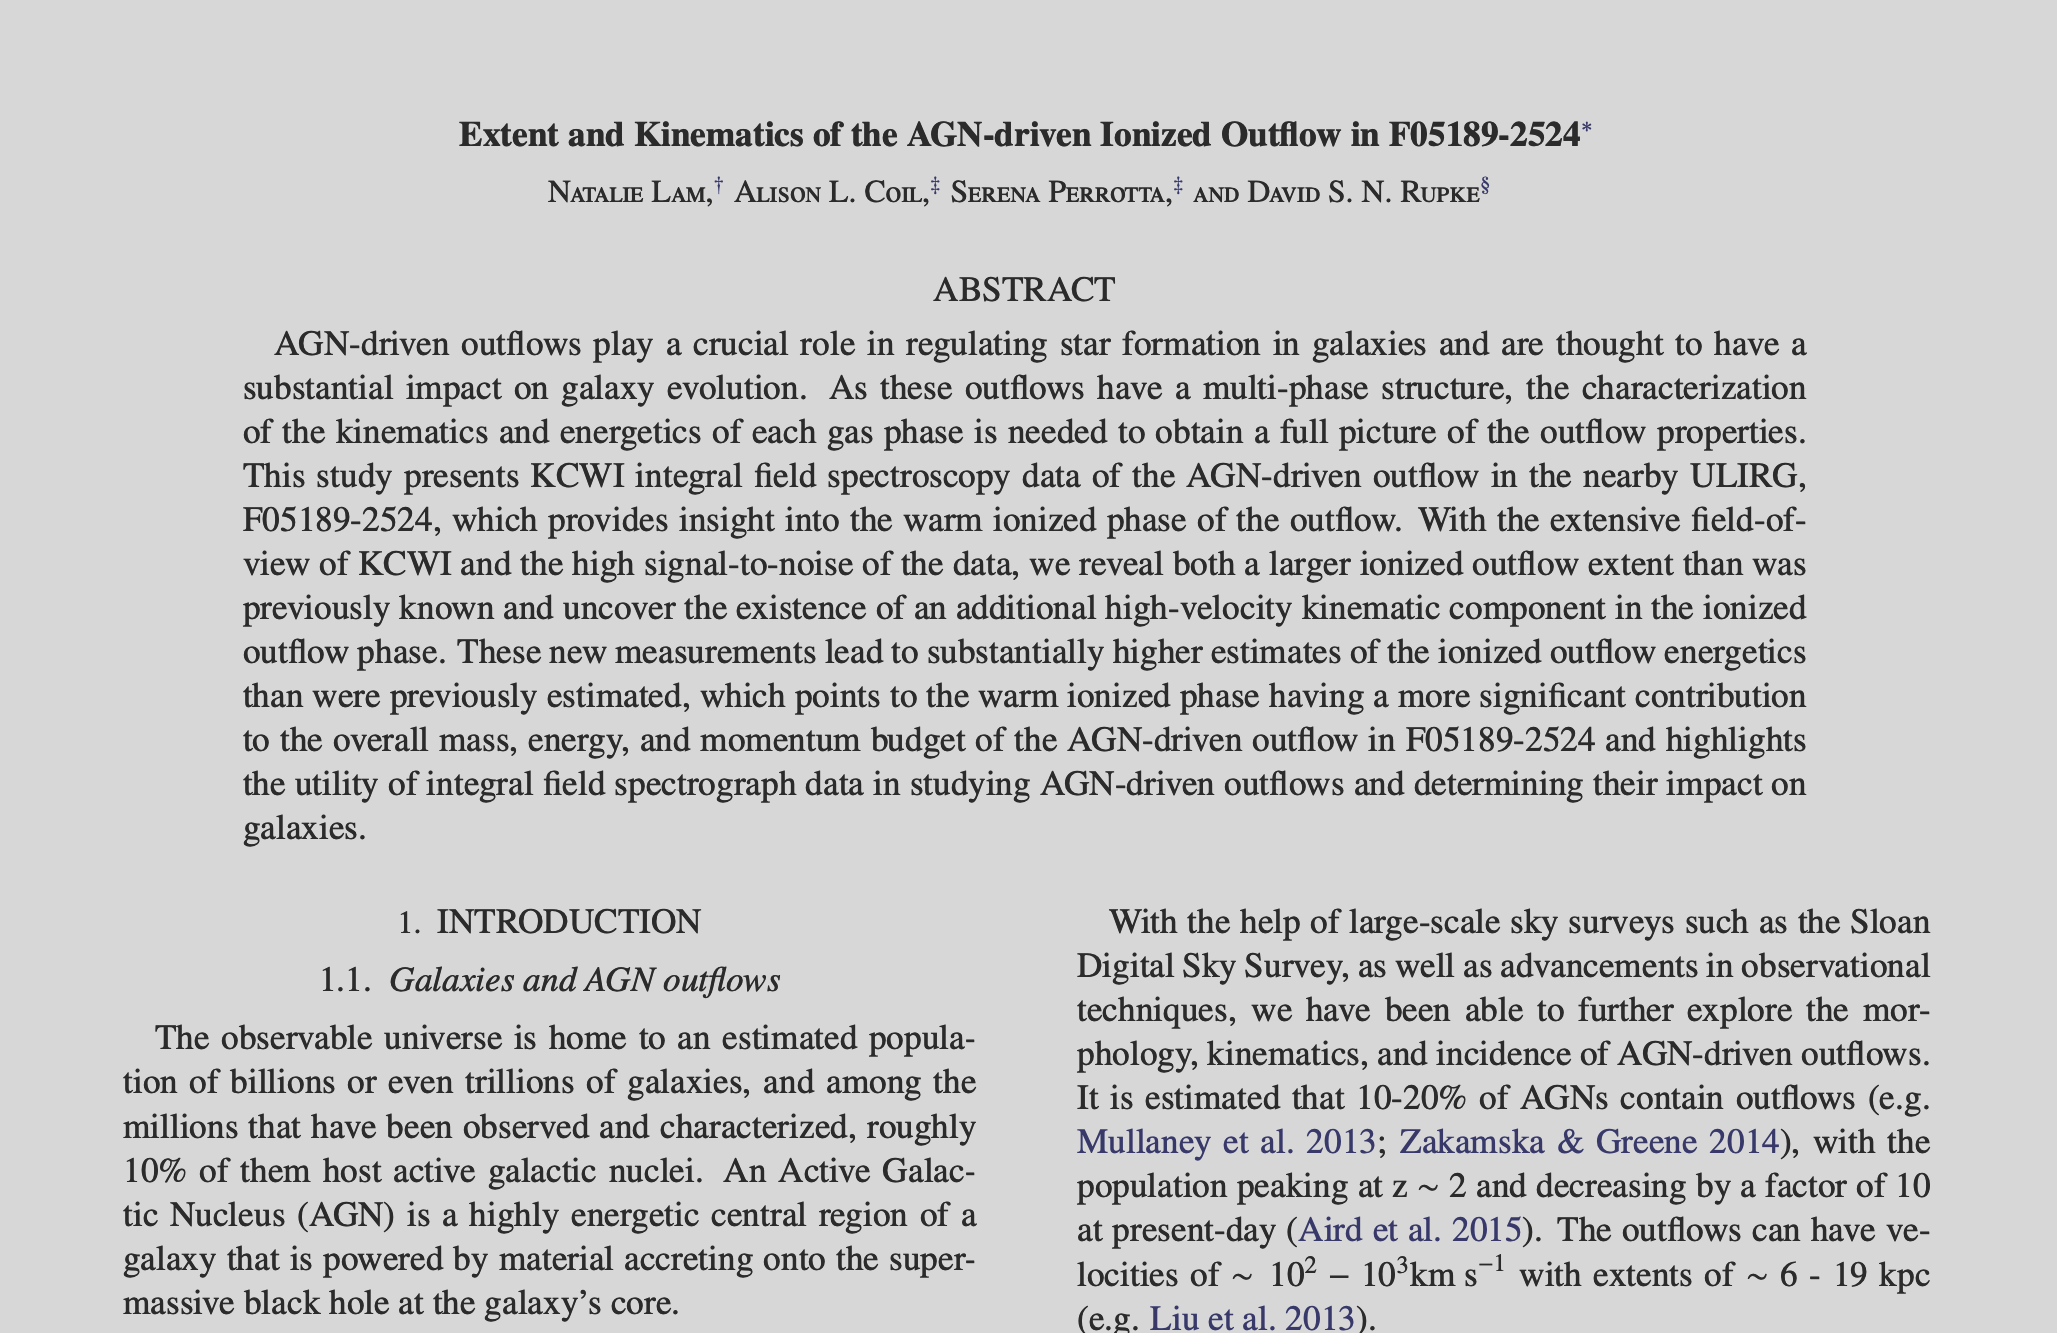 Extent and Kinematics of the AGN-driven Ionized Outflow in F05189-2524*
Natalie Lam,† Alison L. Coil,‡ Serena Perrotta,‡ and David S. N. Rupke§
ABSTRACT
AGN-driven outflows play a crucial role in regulating star formation in galaxies and are thought to have a
substantial impact on galaxy evolution. As these outflows have a multi-phase structure, the characterization
of the kinematics and energetics of each gas phase is needed to obtain a full picture of the outflow properties.
This study presents KCWI integral field spectroscopy data of the AGN-driven outflow in the nearby ULIRG,
F05189-2524, which provides insight into the warm ionized phase of the outflow. With the extensive field-of-
view of KCWI and the high signal-to-noise of the data, we reveal both a larger ionized outflow extent than was
previously known and uncover the existence of an additional high-velocity kinematic component in the ionized
outflow phase. These new measurements lead to substantially higher estimates of the ionized outflow energetics
than were previously estimated, which points to the warm ionized phase having a more significant contribution
to the overall mass, energy, and momentum budget of the AGN-driven outflow in F05189-2524 and highlights
the utility of integral field spectrograph data in studying AGN-driven outflows and determining their impact on
galaxies.
1. INTRODUCTION
1.1. Galaxies and AGN outflows
The observable universe is home to an estimated popula-
tion of billions or even trillions of galaxies, and among the
millions that have been observed and characterized, roughly
10% of them host active galactic nuclei. An Active Galac-
tic Nucleus (AGN) is a highly energetic central region of a
galaxy that is powered by material accreting onto the super-
massive black hole at the galaxy's core.
With the help of large-scale sky surveys such as the Sloan
Digital Sky Survey, as well as advancements in observational
techniques, we have been able to further explore the mor-
phology, kinematics, and incidence of AGN-driven outflows.
It is estimated that 10-20% of AGNs contain outflows (e.g.
Mullaney et al. 2013; Zakamska & Greene 2014), with the
population peaking at z ~ 2 and decreasing by a factor of 10
at present-day (Aird et al. 2015). The outflows can have ve-
locities of ~ 10² − 10³km s⁻¹ with extents of ~ 6 - 19 kpc
(e.g. Liu et al. 2013).